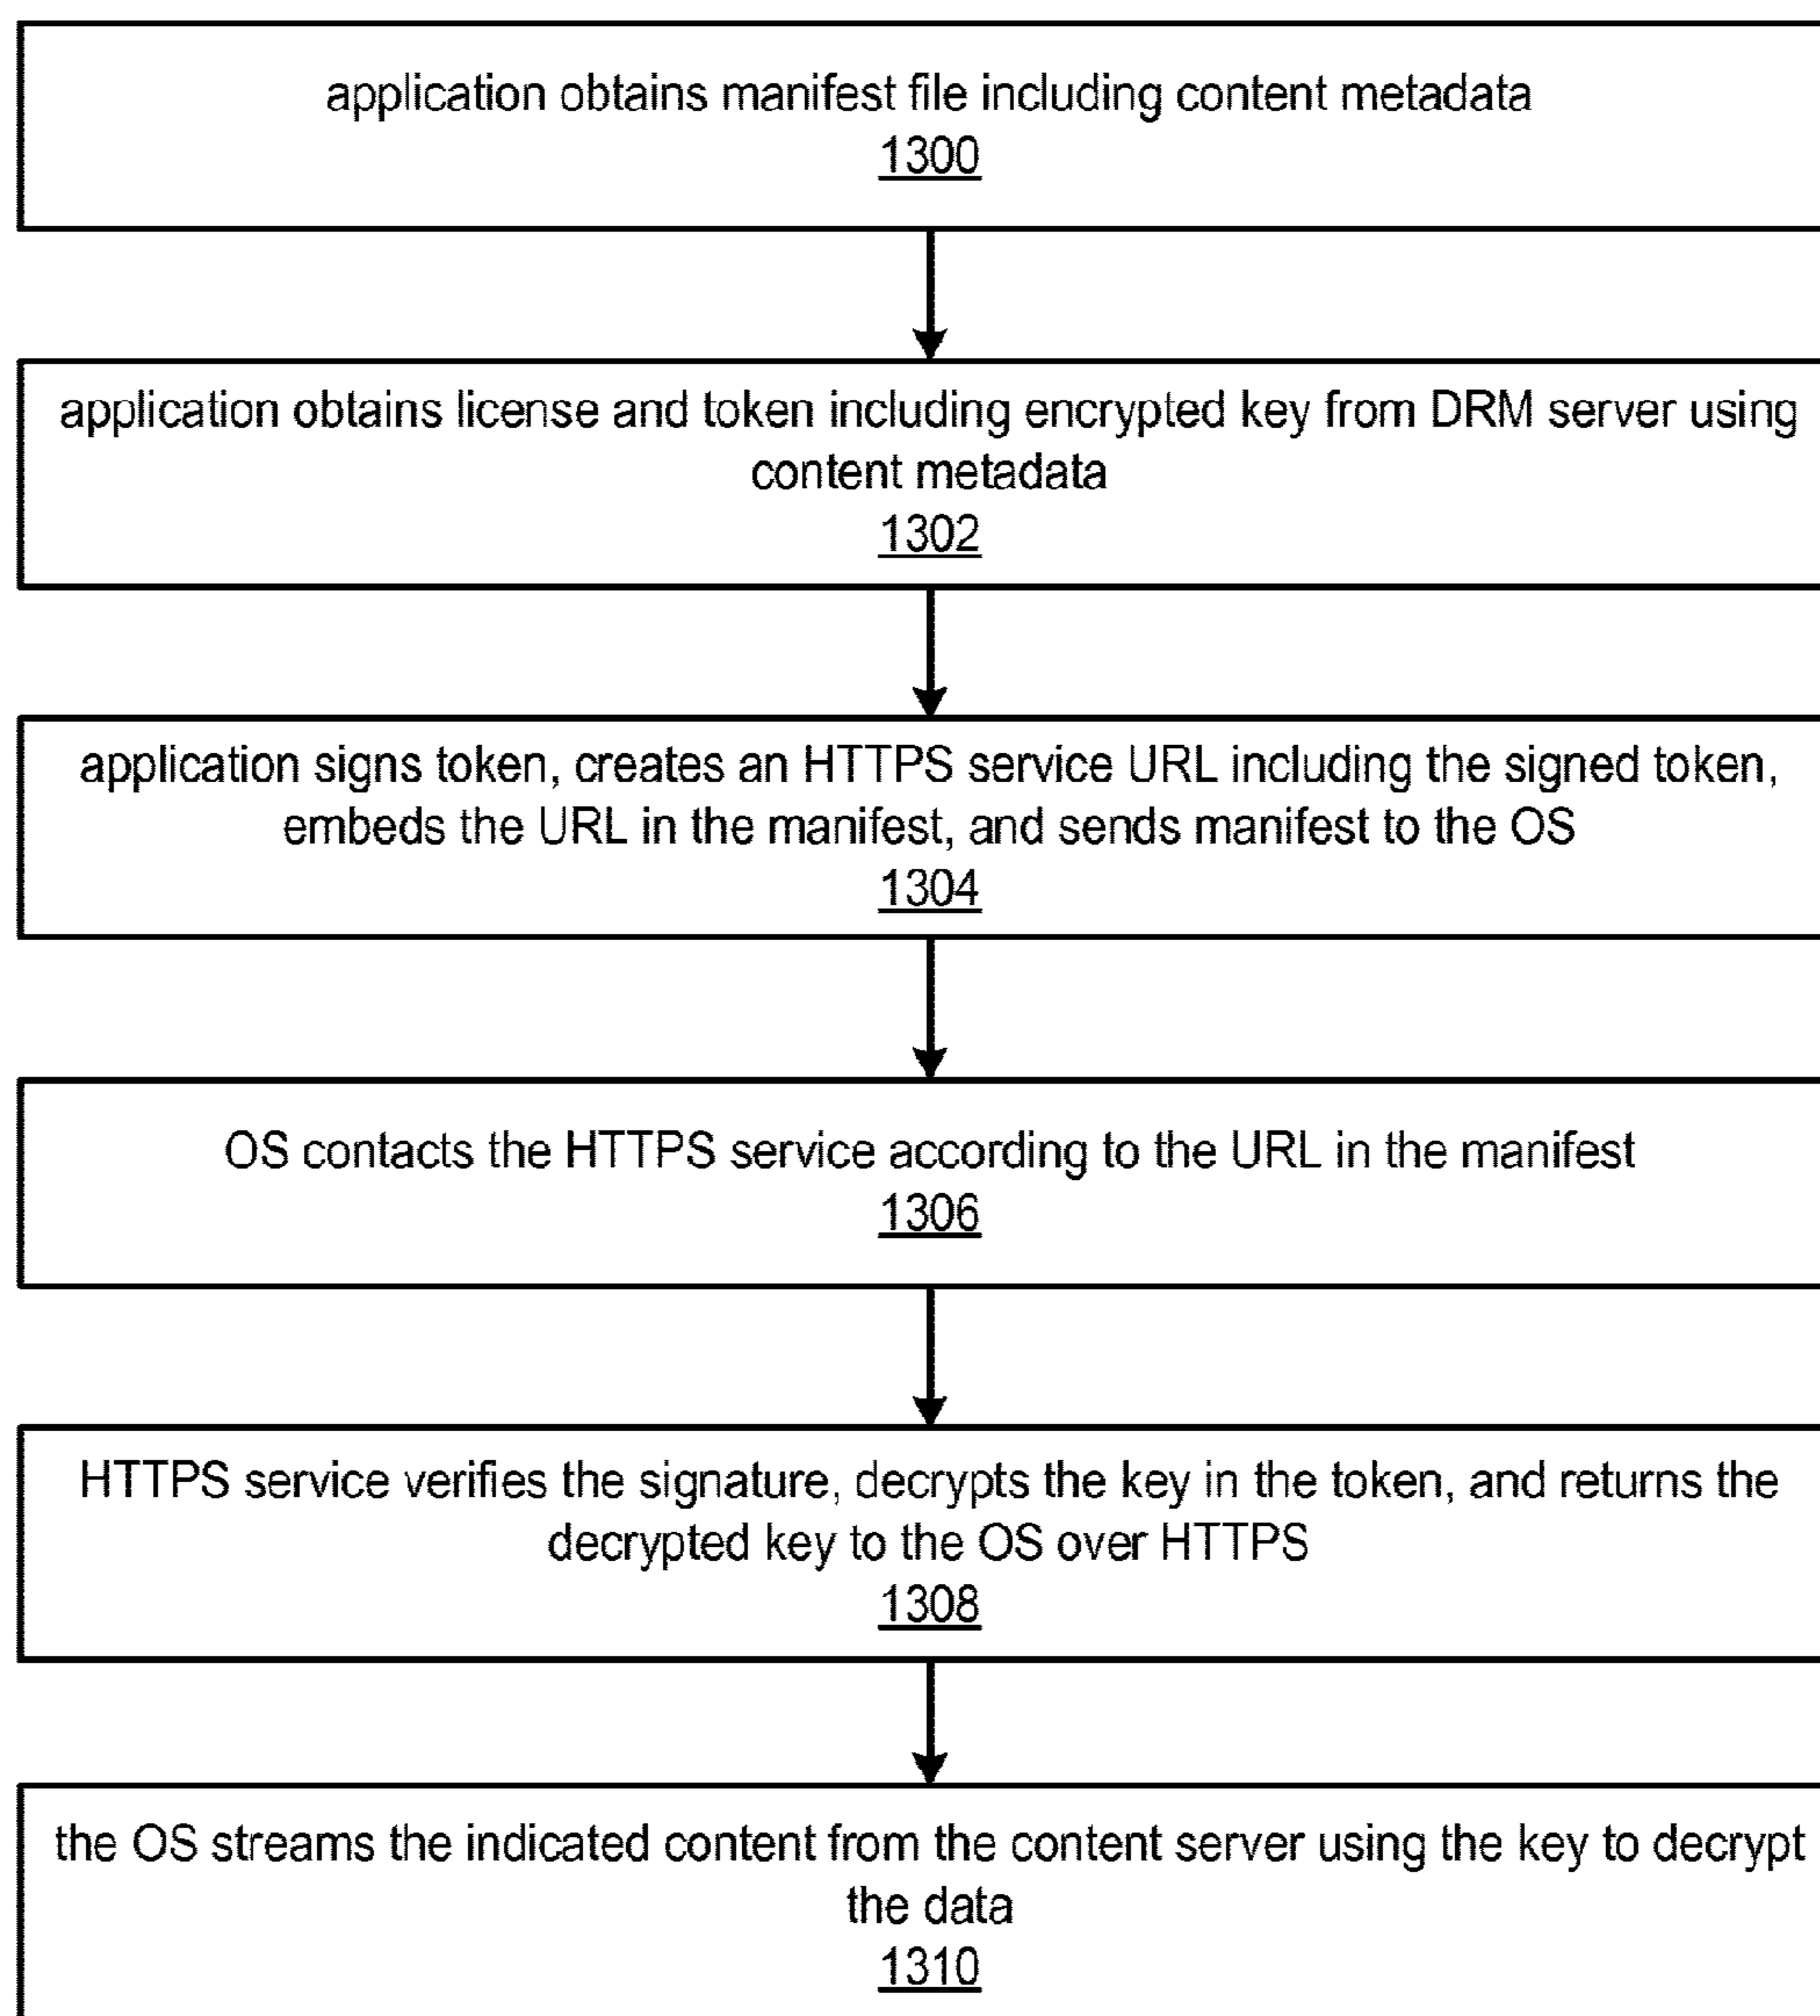 application obtains manifest file including content metadata
1300
application obtains license and token including encrypted key from DRM server using
content metadata
1302
application signs token, creates an HTTPS service URL including the signed token,
embeds the URL in the manifest, and sends manifest to the OS
1304
OS contacts the HTTPS service according to the URL in the manifest
1306
HTTPS service verifies the signature, decrypts the key in the token, and returns the
decrypted key to the OS over HTTPS
1308
the OS streams the indicated content from the content server using the key to decrypt
the data
1310